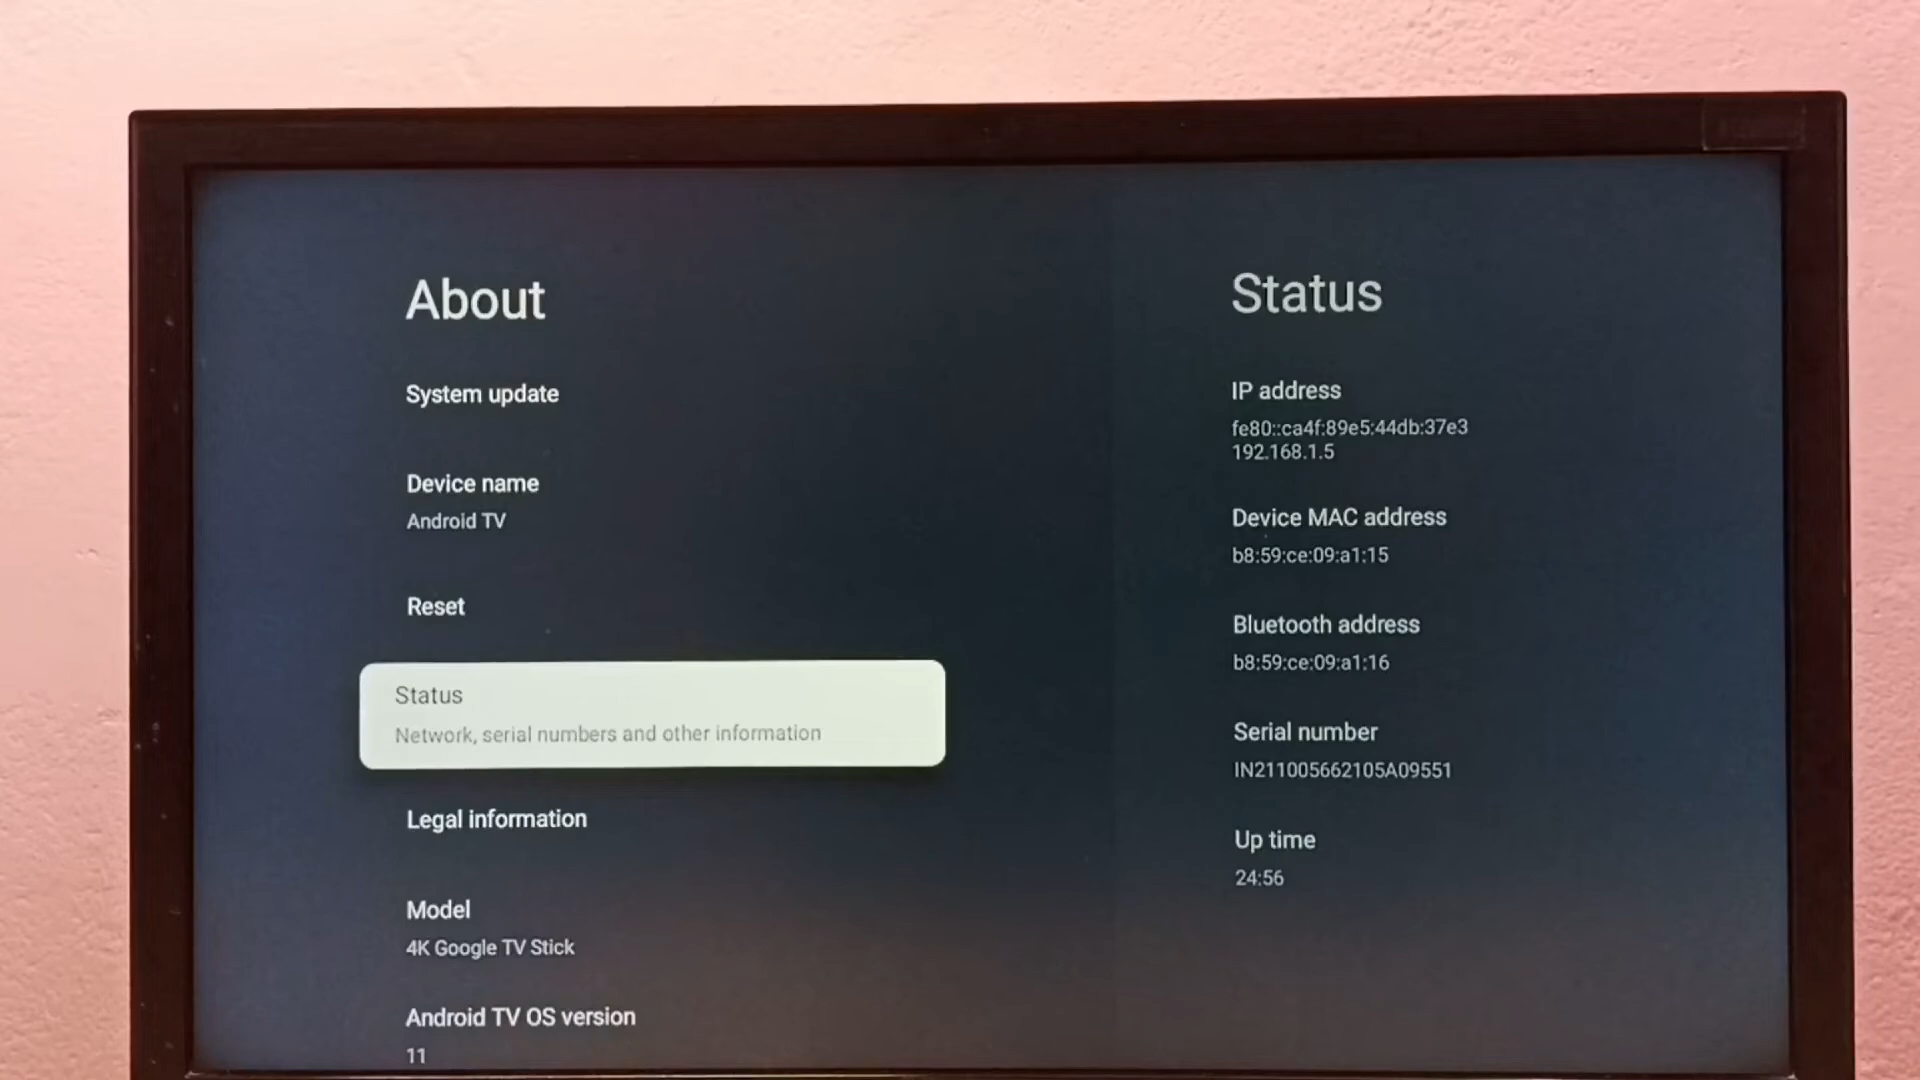 About
System update
Device name
Android TV
Reset
Status
Network, serial numbers and other information
Legal information
Model
4K Google TV Stick
Android TV OS version
11
Status
IP address
fe80::ca4f:89e5:44db:37e3
192.168.1.5
Device MAC address
b8:59:ce:09:a1:15
Bluetooth address
b8:59:ce:09:a1:16
Serial number
IN211005662105A09551
Up time
24:56